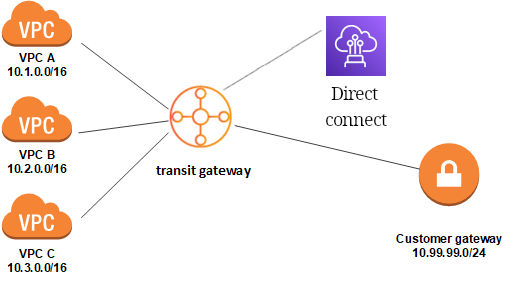 VPC
VPC A
10.1.0.0/16
VPC
VPC B
10.2.0.0/16
VPC
VPC C
10.3.0.0/16
transit gateway
Direct
connect
Customer gateway
10.99.99.0/24